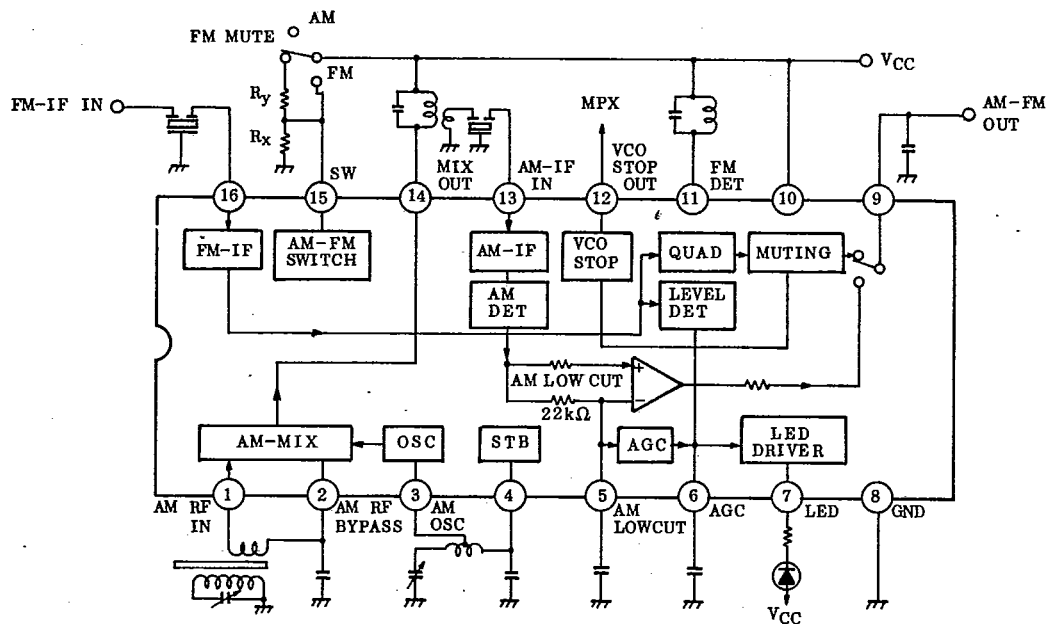 AM
FM MUTE
FM
V_CC
FM-IF IN
R_y
R_x
MPX
AM-FM
OUT
SW
MIX
OUT
AM-IF
IN
VCO
STOP
OUT
FM
DET
16
15
14
13
12
11
10
9
FM-IF
AM-FM
SWITCH
AM-IF
VCO
STOP
QUAD
MUTING
AM
DET
LEVEL
DET
AM LOW CUT
+
−
22kΩ
AM-MIX
OSC
STB
AGC
LED
DRIVER
1
2
3
4
5
6
7
8
AM RF
IN
AM RF
BYPASS
AM
OSC
AM
LOWCUT
AGC
LED
GND
V_CC